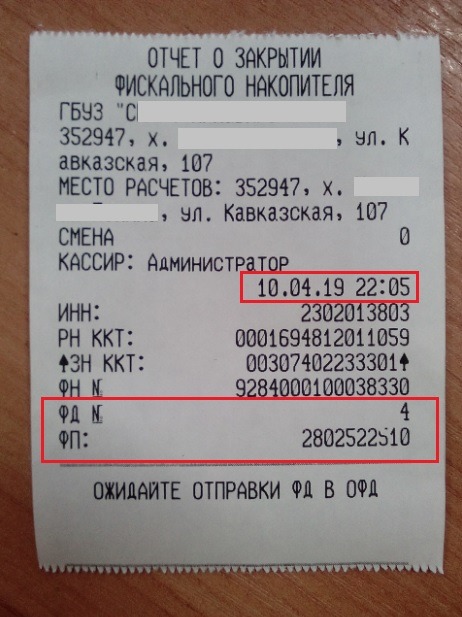 ОТЧЕТ О ЗАКРЫТИИ
ФИСКАЛЬНОГО НАКОПИТЕЛЯ
ГБУЗ "С
352947, х. , ул. К
авказская, 107
МЕСТО РАСЧЕТОВ: 352947, х.
, ул. Кавказская, 107
СМЕНА 0
КАССИР: Администратор
10.04.19 22:05
ИНН: 2302013803
РН ККТ: 0001694812011059
↑ЗН ККТ: 00307402233301↑
ФН № 9284000100038330
ФД № 4
ФП: 2802522510
ОЖИДАЙТЕ ОТПРАВКИ ФД В ОФД